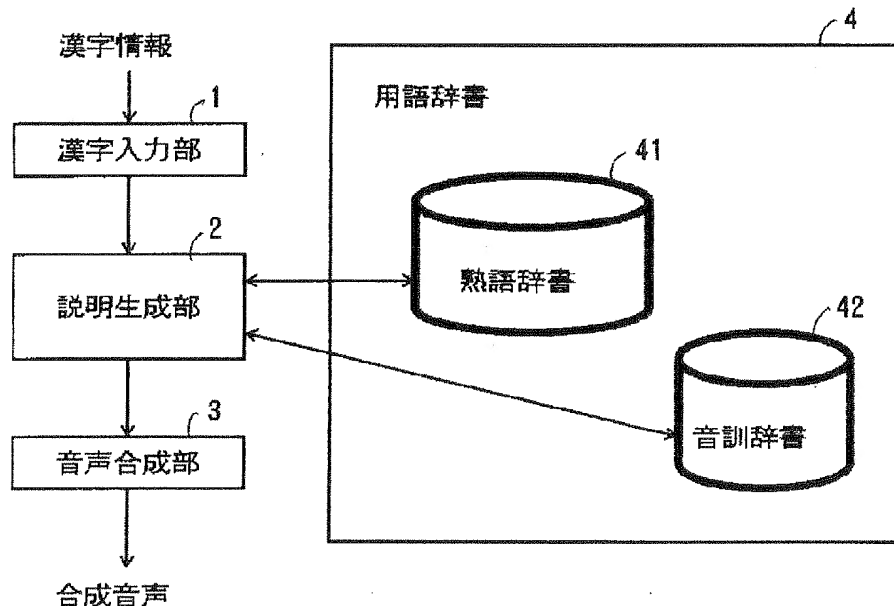 漢字情報
1
漢字入力部
2
説明生成部
3
音声合成部
合成音声
4
用語辞書
41
熟語辞書
42
音訓辞書